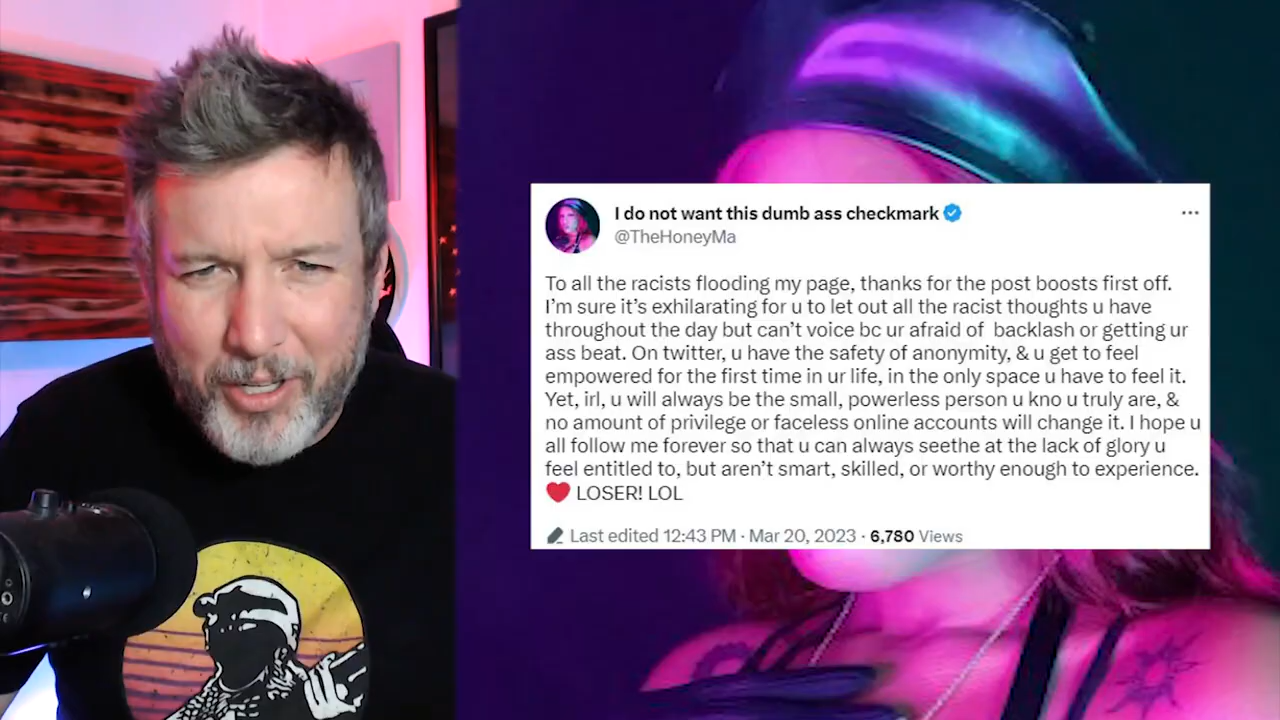 I do not want this dumb ass checkmark
@TheHoneyMa
To all the racists flooding my page, thanks for the post boosts first off.
I'm sure it's exhilarating for u to let out all the racist thoughts u have
throughout the day but can't voice bc ur afraid of backlash or getting ur
ass beat. On twitter, u have the safety of anonymity, & u get to feel
empowered for the first time in ur life, in the only space u have to feel it.
Yet, irl, u will always be the small, powerless person u kno u truly are, &
no amount of privilege or faceless online accounts will change it. I hope u
all follow me forever so that u can always seethe at the lack of glory u
feel entitled to, but aren't smart, skilled, or worthy enough to experience.
❤️ LOSER! LOL
Last edited 12:43 PM · Mar 20, 2023 · 6,780 Views